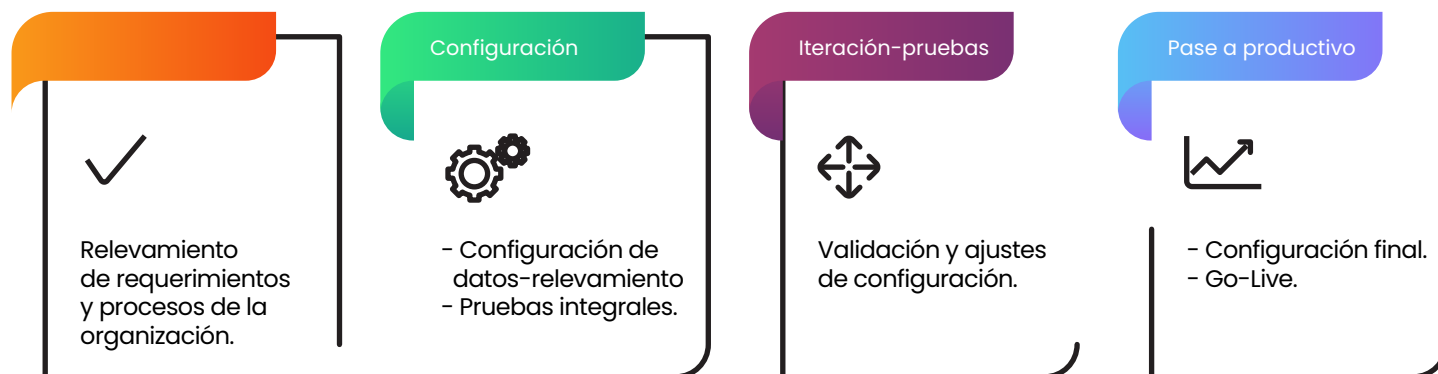 Configuración
Iteración-pruebas
Pase a productivo
Relevamiento
de requerimientos
y procesos de la
organización.
- Configuración de
datos-relevamiento
- Pruebas integrales.
Validación y ajustes
de configuración.
- Configuración final.
- Go-Live.